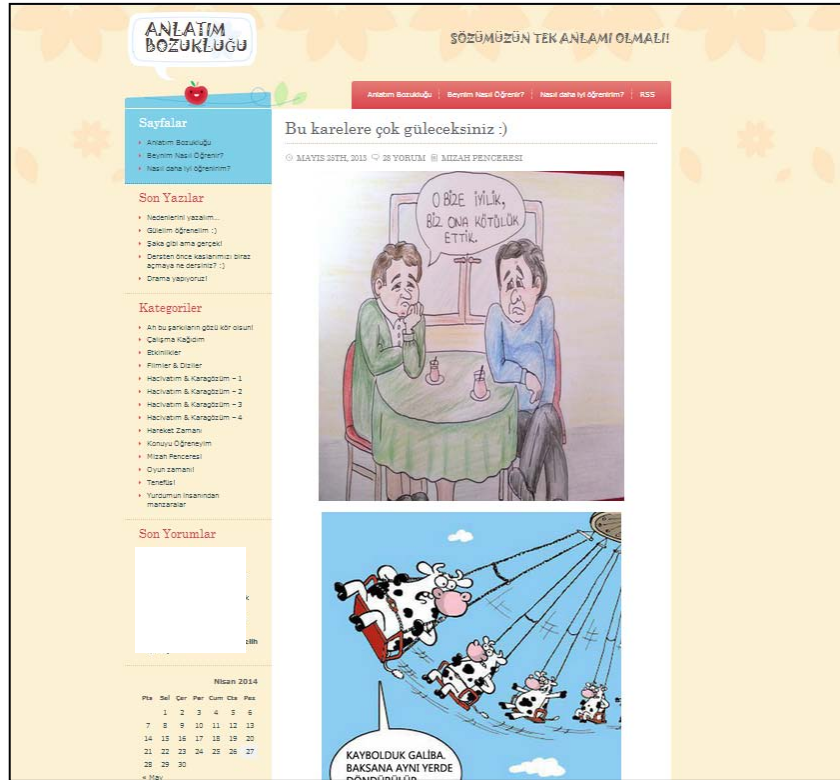 ANLATIM
BOZUKLUĞU
SÖZÜMÜZÜN TEK ANLAMI OLMALI!
Anlatım Bozukluğu
Beynim Nasıl Öğrenir?
Nasıl daha iyi öğrenirim?
RSS
Sayfalar
Anlatım Bozukluğu
Beynim Nasıl Öğrenir?
Nasıl daha iyi öğrenirim?
Son Yazılar
Nedenlerini yazalım...
Gülelim öğrenelim :)
Şaka gibi ama gerçek!
Dersten önce kaslarımızı biraz
açmaya ne dersiniz? :)
Drama yapıyoruz!
Kategoriler
Ah bu şarkıların gözü kör olsun!
Çalışma Kağıdım
Etkinlikler
Filmler & Diziler
Hacivatım & Karagözüm – 1
Hacivatım & Karagözüm – 2
Hacivatım & Karagözüm – 3
Hacivatım & Karagözüm – 4
Hareket Zamanı
Konuyu Öğreneyim
Mizah Penceresi
Oyun zamanı!
Teneffüs!
Yurdumun insanından
manzaralar
Son Yorumlar
Nisan 2014
Pts Sal Çar Per Cum Cts Paz
1 2 3 4 5 6
7 8 9 10 11 12 13
14 15 16 17 18 19 20
21 22 23 24 25 26 27
28 29 30
« May
Bu karelere çok güleceksiniz :)
MAYIS 25TH, 2013 28 YORUM MIZAH PENCERESI
O BİZE İYİLİK,
BİZ ONA KÖTÜLÜK
ETTİK.
KAYBOLDUK GALİBA.
BAKSANA AYNI YERDE